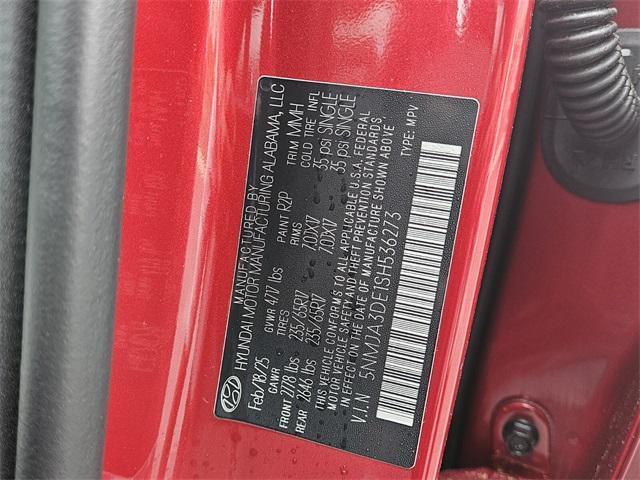 MANUFACTURED BY
HYUNDAI MOTOR MANUFACTURING ALABAMA, LLC
Feb/18/25 GVWR 4717 lbs PAINT R2P TRIM MMH
GAWR TIRES RIMS COLD TIRE INFL
FRONT 2778 lbs 235/65R17 7.0JX17 35 psi SINGLE
REAR 2646 lbs 235/65R17 7.0JX17 35 psi SINGLE
THIS VEHICLE CONFORMS TO ALL APPLICABLE U.S.A. FEDERAL
MOTOR VEHICLE SAFETY AND THEFT PREVENTION STANDARDS
IN EFFECT ON THE DATE OF MANUFACTURE SHOWN ABOVE
V.I.N 5NMJA3DE1SH536273 TYPE: MPV